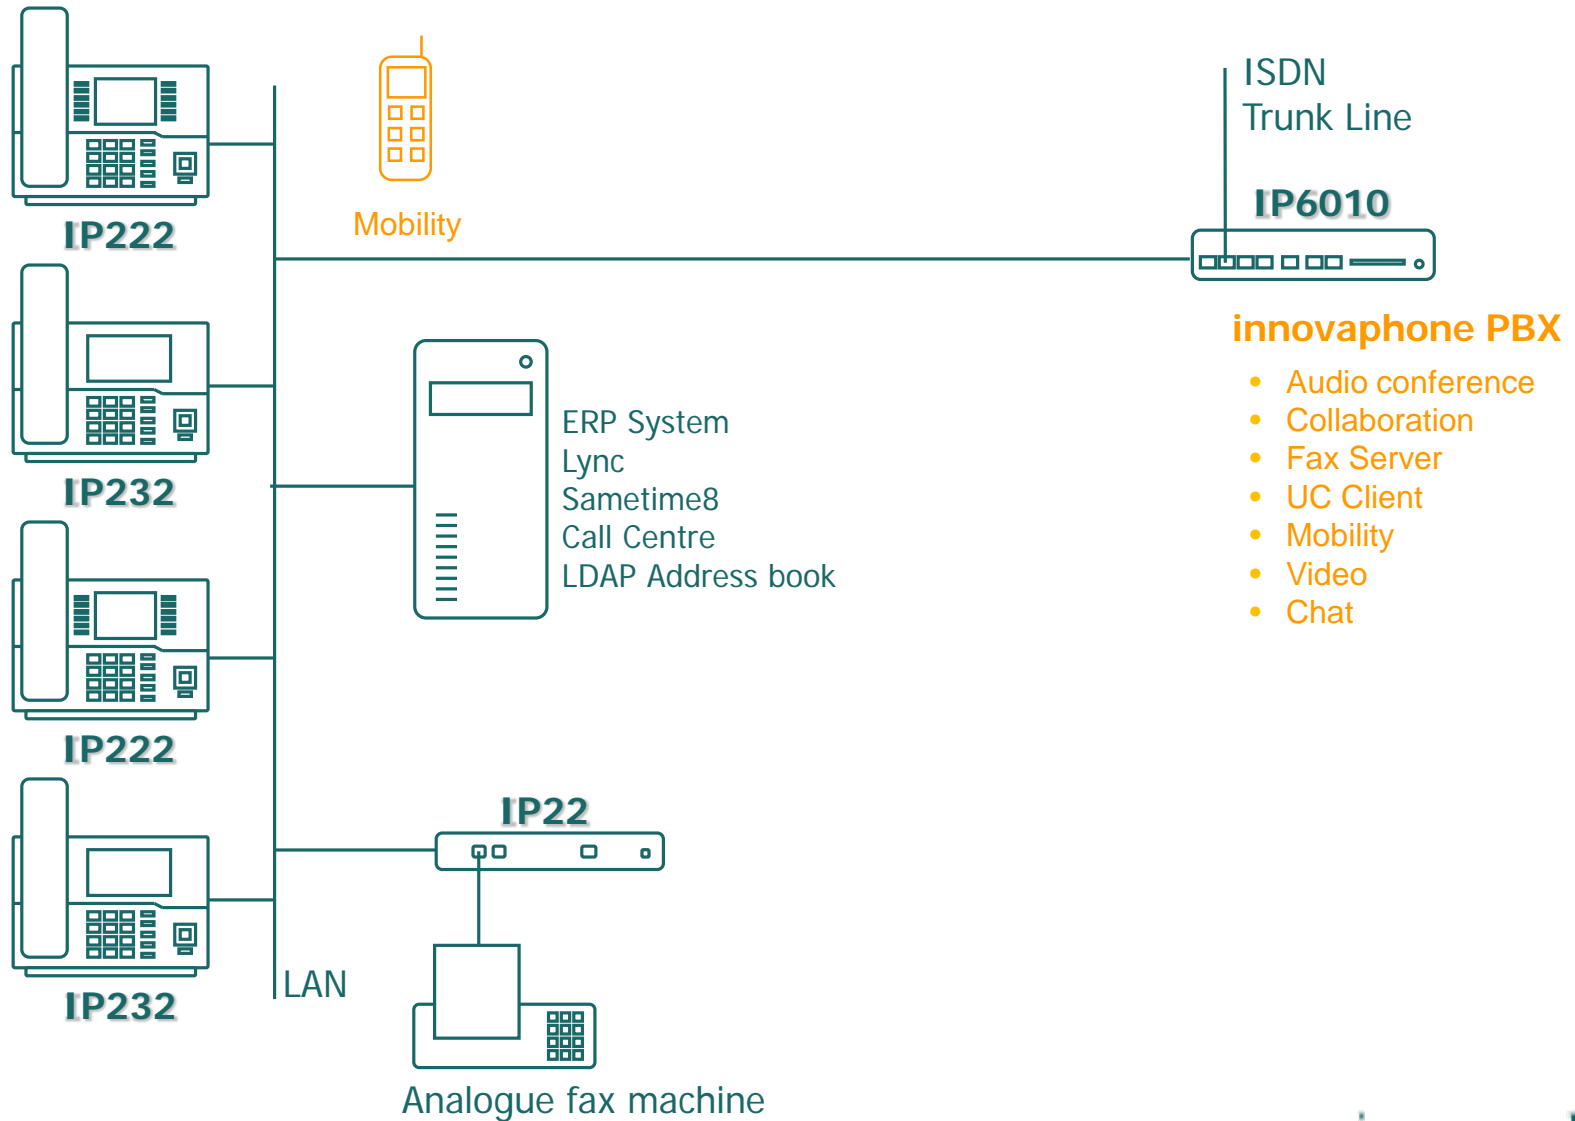 ISDN
Trunk Line
IP6010
IP222
Mobility
innovaphone PBX
• Audio conference
• Collaboration
• Fax Server
• UC Client
• Mobility
• Video
• Chat
IP232
ERP System
Lync
Sametime8
Call Centre
LDAP Address book
IP222
IP22
IP232
LAN
Analogue fax machine